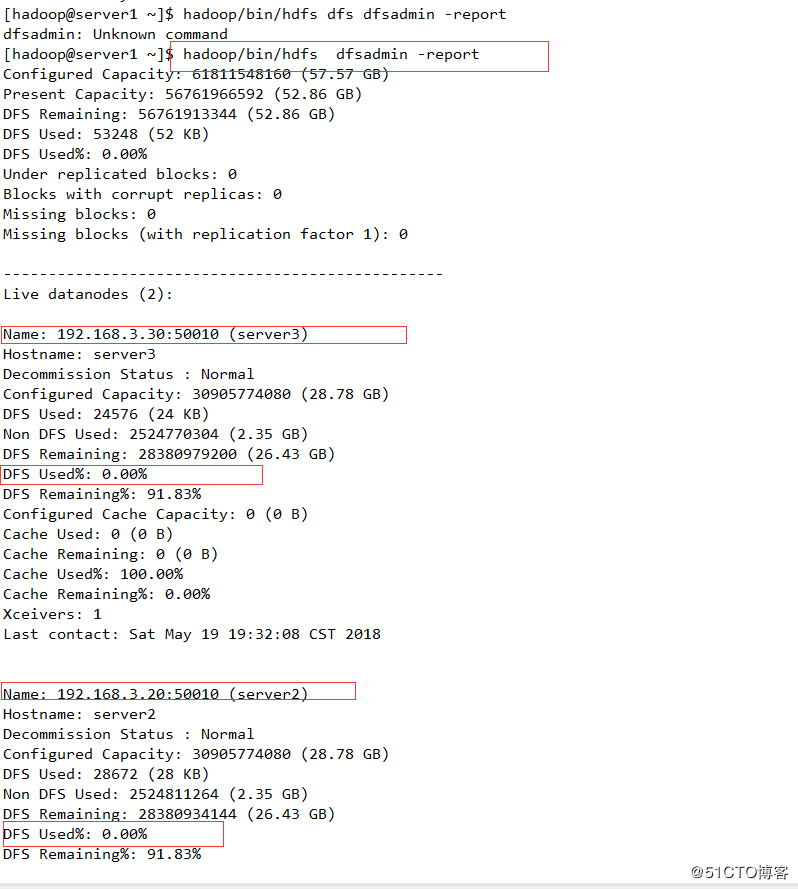 [hadoop@server1 ~]$ hadoop/bin/hdfs dfs dfsadmin -report
dfsadmin: Unknown command
[hadoop@server1 ~]$ hadoop/bin/hdfs  dfsadmin -report
Configured Capacity: 61811548160 (57.57 GB)
Present Capacity: 56761966592 (52.86 GB)
DFS Remaining: 56761913344 (52.86 GB)
DFS Used: 53248 (52 KB)
DFS Used%: 0.00%
Under replicated blocks: 0
Blocks with corrupt replicas: 0
Missing blocks: 0
Missing blocks (with replication factor 1): 0
-------------------------------------------------
Live datanodes (2):
Name: 192.168.3.30:50010 (server3)
Hostname: server3
Decommission Status : Normal
Configured Capacity: 30905774080 (28.78 GB)
DFS Used: 24576 (24 KB)
Non DFS Used: 2524770304 (2.35 GB)
DFS Remaining: 28380979200 (26.43 GB)
DFS Used%: 0.00%
DFS Remaining%: 91.83%
Configured Cache Capacity: 0 (0 B)
Cache Used: 0 (0 B)
Cache Remaining: 0 (0 B)
Cache Used%: 100.00%
Cache Remaining%: 0.00%
Xceivers: 1
Last contact: Sat May 19 19:32:08 CST 2018
Name: 192.168.3.20:50010 (server2)
Hostname: server2
Decommission Status : Normal
Configured Capacity: 30905774080 (28.78 GB)
DFS Used: 28672 (28 KB)
Non DFS Used: 2524811264 (2.35 GB)
DFS Remaining: 28380934144 (26.43 GB)
DFS Used%: 0.00%
DFS Remaining%: 91.83%
@51CTO博客